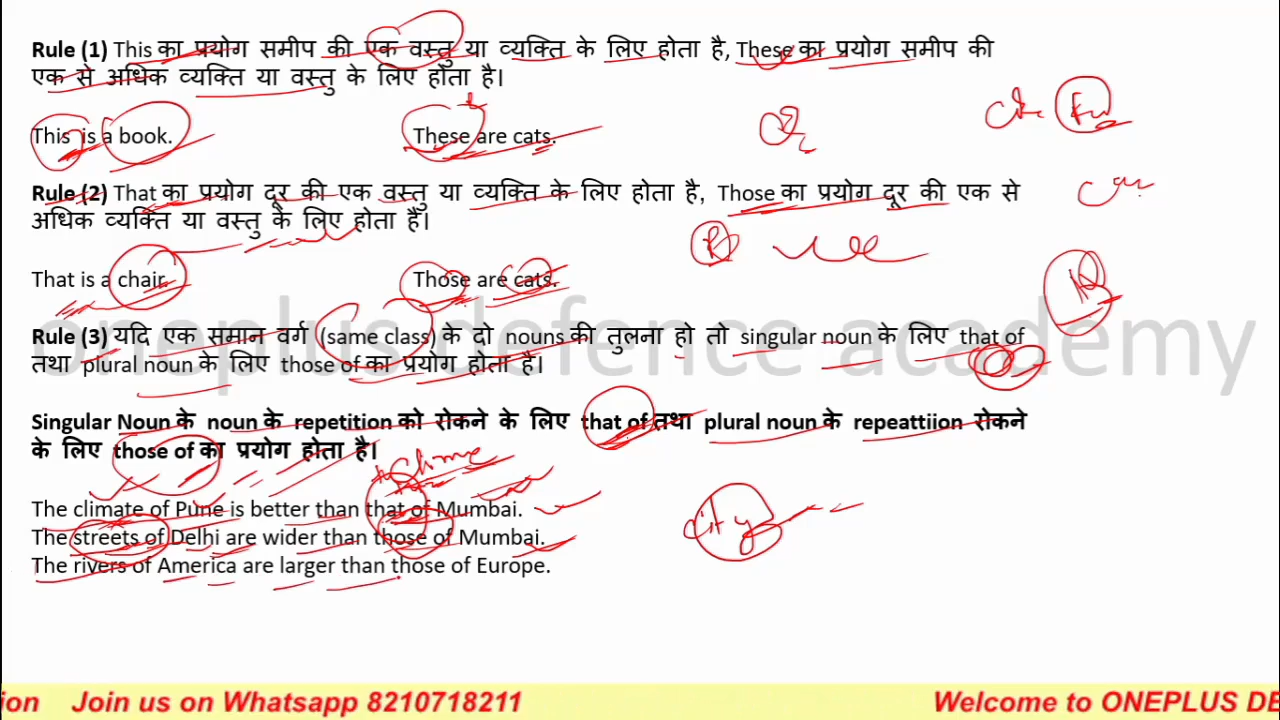 Rule (1) This का प्रयोग समीप की एक वस्तु या व्यक्ति के लिए होता है, These का प्रयोग समीप की
एक से अधिक व्यक्ति या वस्तु के लिए होता है।
This is a book. These are cats.
Rule (2) That का प्रयोग दूर की एक वस्तु या व्यक्ति के लिए होता है, Those का प्रयोग दूर की एक से
अधिक व्यक्ति या वस्तु के लिए होता है।
That is a chair. Those are cats.
oneplus defence academy
Rule (3) यदि एक समान वर्ग (same class) के दो nouns की तुलना हो तो singular noun के लिए that of
तथा plural noun के लिए those of का प्रयोग होता है।
Singular Noun के noun के repetition को रोकने के लिए that of तथा plural noun के repeattiion रोकने
के लिए those of का प्रयोग होता है।
The climate of Pune is better than that of Mumbai.
The streets of Delhi are wider than those of Mumbai.
City
The rivers of America are larger than those of Europe.
ion Join us on Whatsapp 8210718211 Welcome to ONEPLUS DE